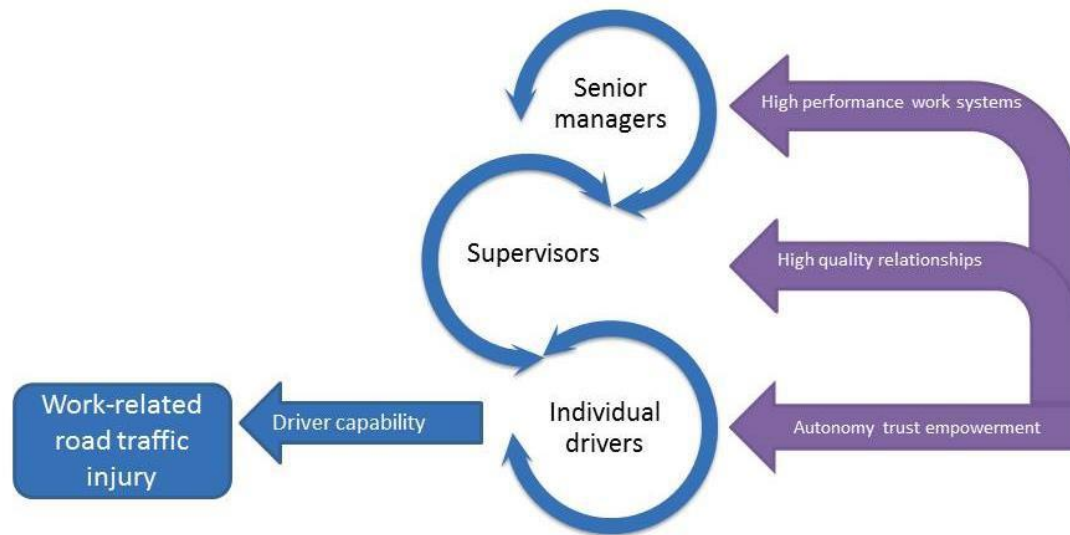 Senior
managers
High performance work systems
Supervisors
High quality relationships
Work-related
road traffic
injury
Driver capability
Individual
drivers
Autonomy trust empowerment